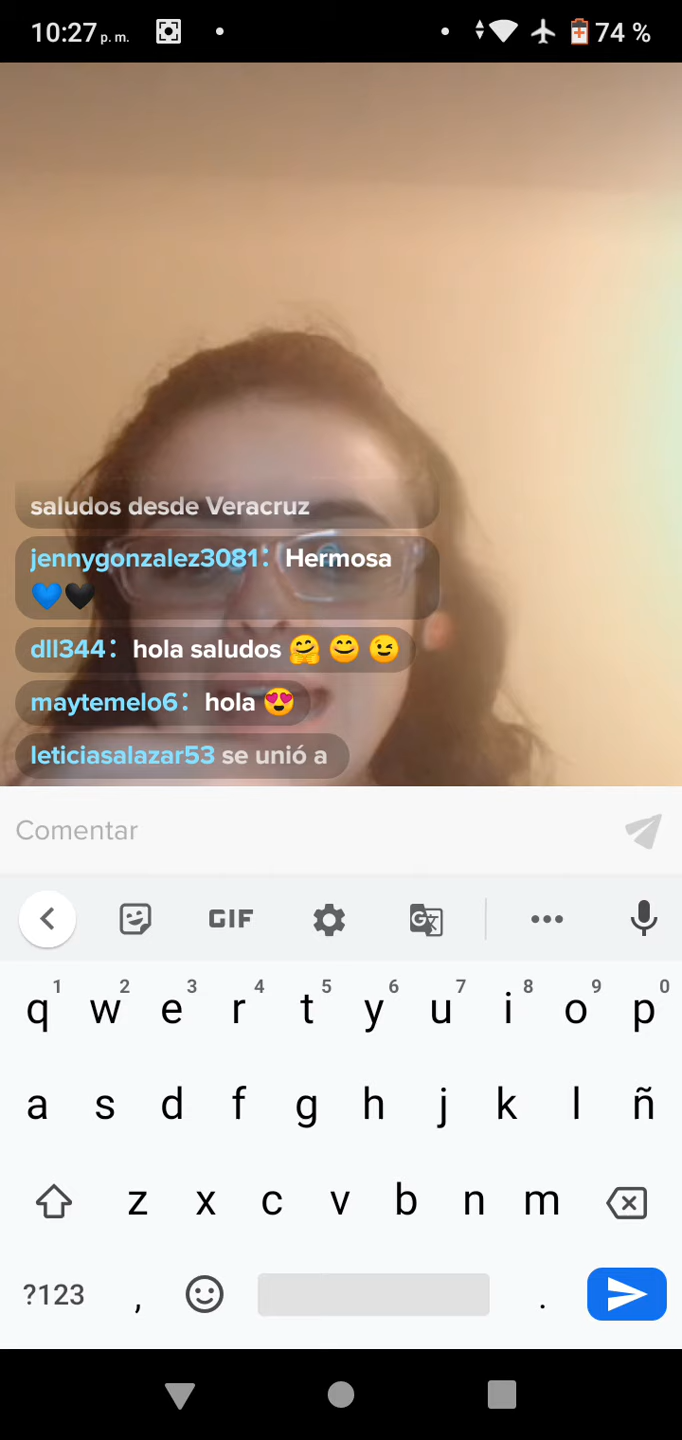 10:27 p. m. 74 %
saludos desde Veracruz
jennygonzalez3081: Hermosa
💙🖤
dll344: hola saludos 🤗 😊 😉
maytemelo6: hola 😍
leticiasalazar53 se unió a
Comentar
GIF
1 2 3 4 5 6 7 8 9 0
q w e r t y u i o p
a s d f g h j k l ñ
z x c v b n m
?123 , .